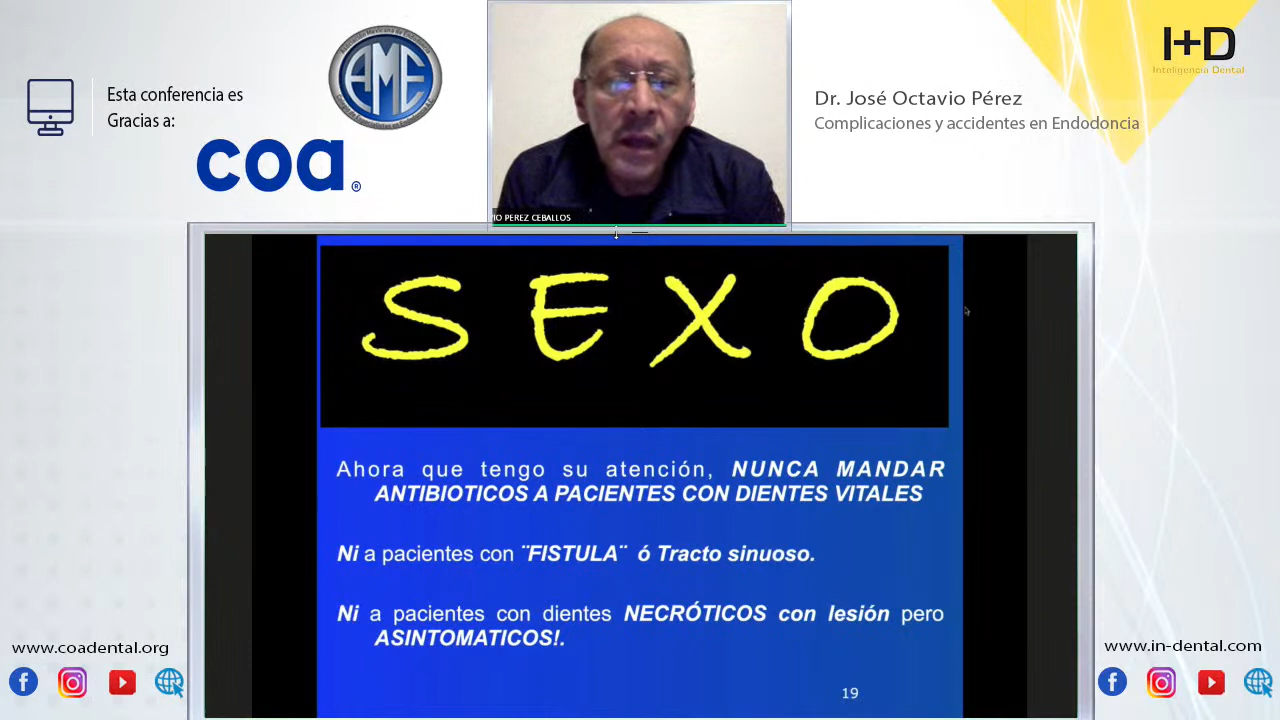 Esta conferencia es
Gracias a:
coa®
AME
I+D
Inteligencia Dental
Dr. José Octavio Pérez
Complicaciones y accidentes en Endodoncia
IO PEREZ CEBALLOS
SEXO
Ahora que tengo su atención, NUNCA MANDAR
ANTIBIOTICOS A PACIENTES CON DIENTES VITALES
Ni a pacientes con ¨FISTULA¨ ó Tracto sinuoso.
Ni a pacientes con dientes NECRÓTICOS con lesión pero
ASINTOMATICOS!.
19
www.coadental.org
www.in-dental.com